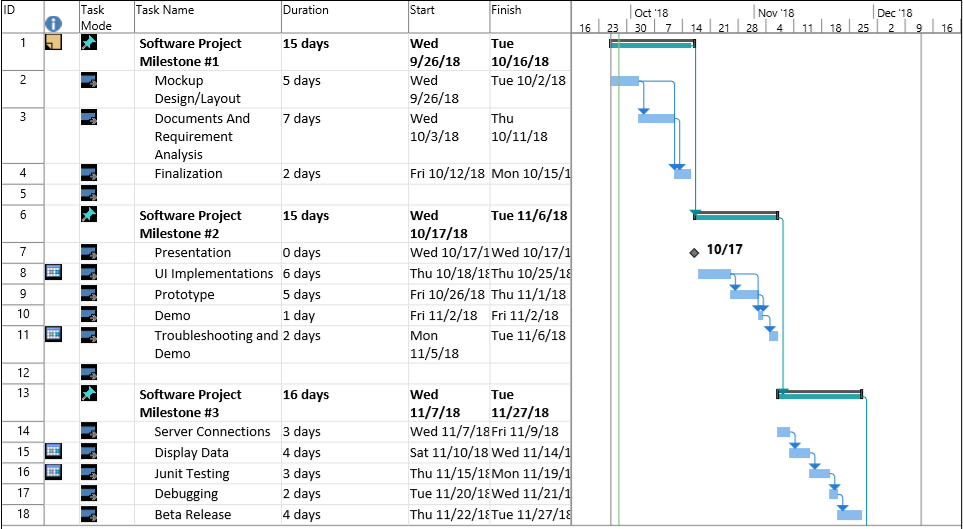 ID Task Mode Task Name Duration Start Finish
Oct '18 Nov '18 Dec '18
16 23 30 7 14 21 28 4 11 18 25 2 9 16
1 Software Project Milestone #1 15 days Wed 9/26/18 Tue 10/16/18
2 Mockup Design/Layout 5 days Wed 9/26/18 Tue 10/2/18
3 Documents And Requirement Analysis 7 days Wed 10/3/18 Thu 10/11/18
4 Finalization 2 days Fri 10/12/18 Mon 10/15/1
5
6 Software Project Milestone #2 15 days Wed 10/17/18 Tue 11/6/18
7 Presentation 0 days Wed 10/17/1 Wed 10/17/1
10/17
8 UI Implementations 6 days Thu 10/18/18 Thu 10/25/18
9 Prototype 5 days Fri 10/26/18 Thu 11/1/18
10 Demo 1 day Fri 11/2/18 Fri 11/2/18
11 Troubleshooting and Demo 2 days Mon 11/5/18 Tue 11/6/18
12
13 Software Project Milestone #3 16 days Wed 11/7/18 Tue 11/27/18
14 Server Connections 3 days Wed 11/7/18 Fri 11/9/18
15 Display Data 4 days Sat 11/10/18 Wed 11/14/1
16 Junit Testing 3 days Thu 11/15/18 Mon 11/19/1
17 Debugging 2 days Tue 11/20/18 Wed 11/21/1
18 Beta Release 4 days Thu 11/22/18 Tue 11/27/18